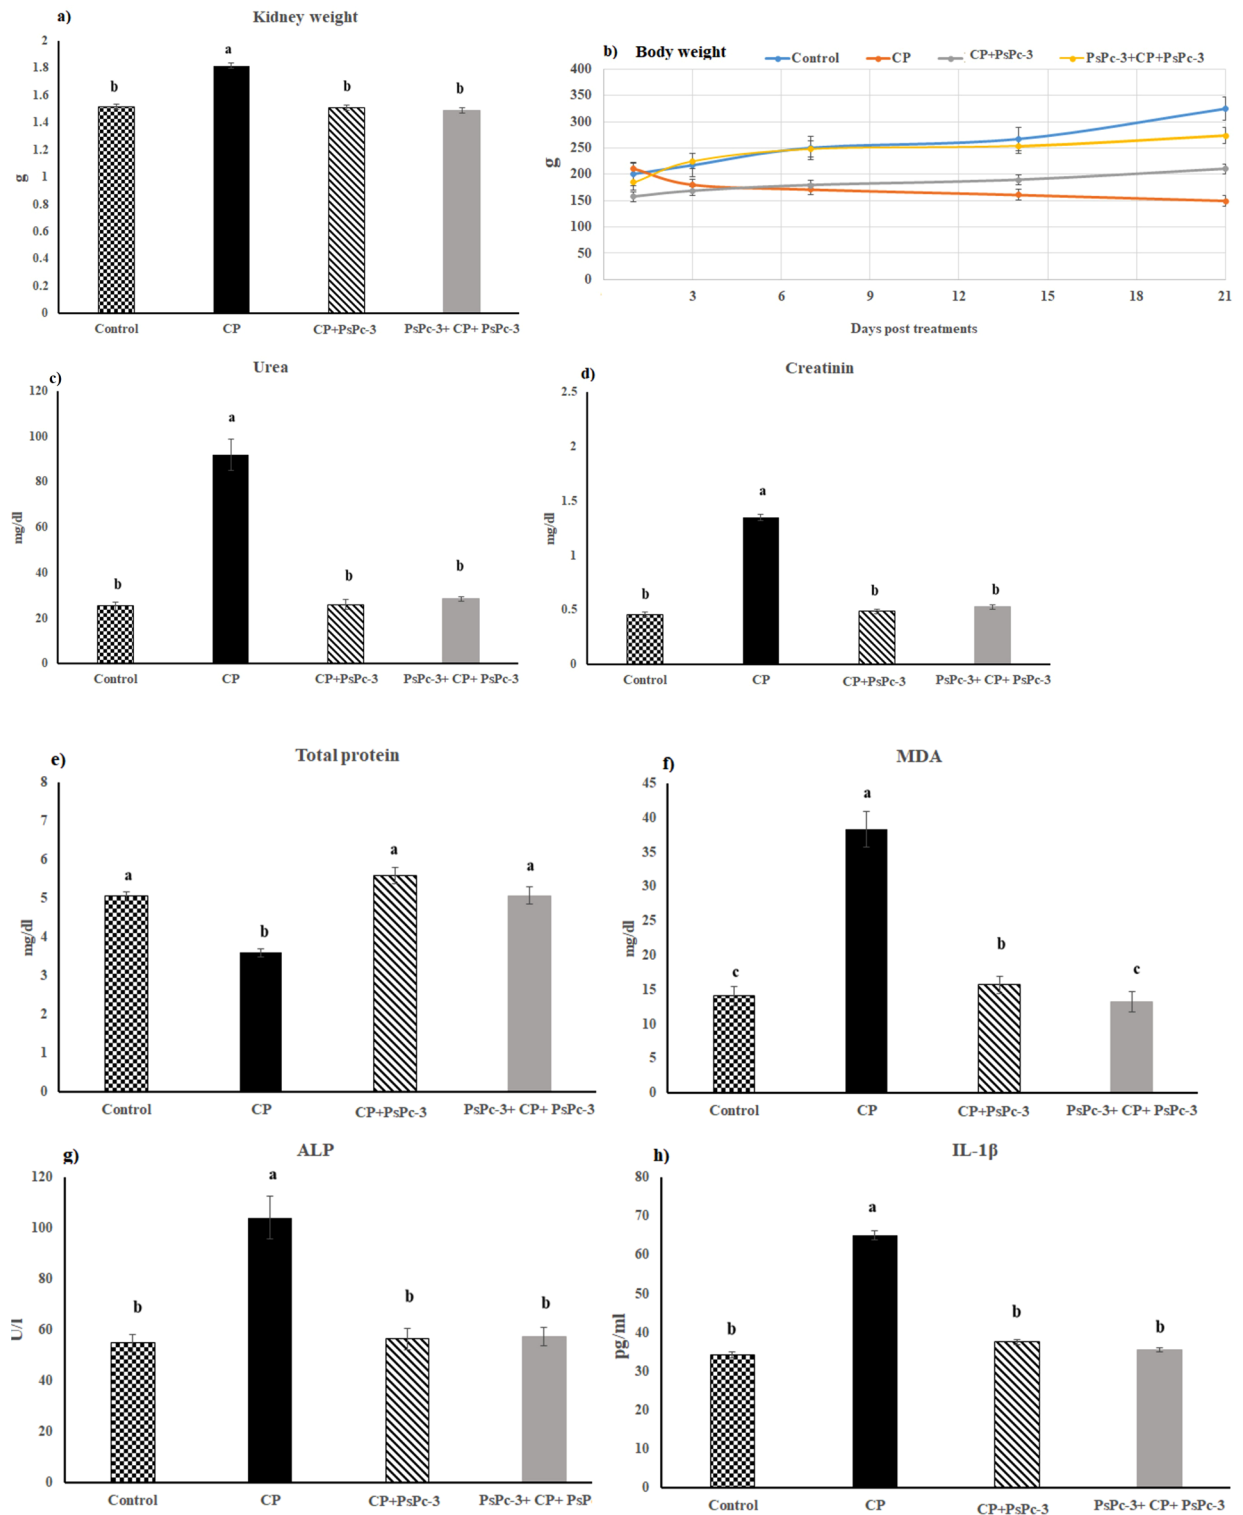 a) Kidney weight
2
1.8
1.6
1.4
1.2
1
0.8
0.6
0.4
0.2
0
g
b a b b
Control CP CP+PsPc-3 PsPc-3+ CP+ PsPc-3
b) Body weight
Control CP CP+PsPc-3 PsPc-3+CP+PsPc-3
400
350
300
250
200
150
100
50
0
g
3 6 9 12 15 18 21
Days post treatments
c) Urea
120
100
80
60
40
20
0
mg/dl
b a b b
Control CP CP+PsPc-3 PsPc-3+ CP+ PsPc-3
d) Creatinin
2.5
2
1.5
1
0.5
0
mg/dl
b a b b
Control CP CP+PsPc-3 PsPc-3+ CP+ PsPc-3
e) Total protein
8
7
6
5
4
3
2
1
0
mg/dl
a b a a
Control CP CP+PsPc-3 PsPc-3+ CP+ PsPc-3
f) MDA
45
40
35
30
25
20
15
10
5
0
mg/dl
c a b c
Control CP CP+PsPc-3 PsPc-3+ CP+ PsPc-3
g) ALP
120
100
80
60
40
20
0
U/l
b a b b
Control CP CP+PsPc-3 PsPc-3+ CP+ PsP
h) IL-1β
80
70
60
50
40
30
20
10
0
pg/ml
b a b b
Control CP CP+PsPc-3 PsPc-3+ CP+ PsPc-3